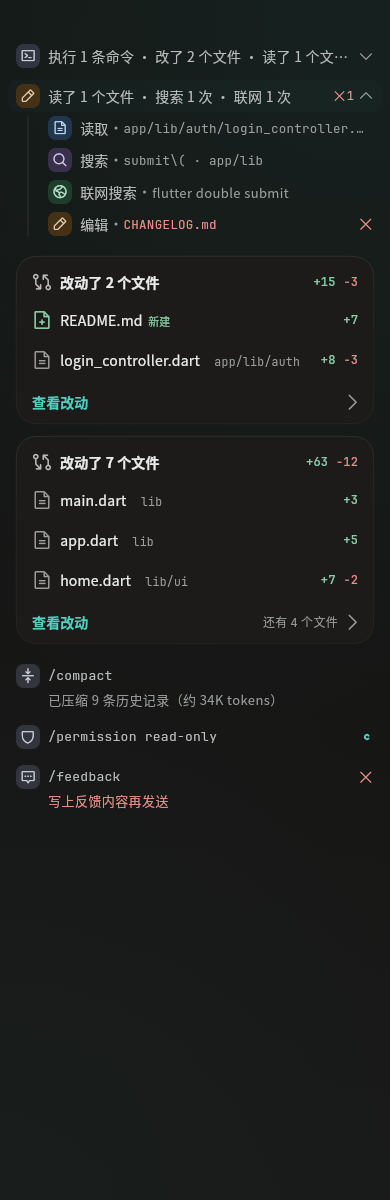 执行 1 条命令 · 改了 2 个文件 · 读了 1 个文…
读了 1 个文件 · 搜索 1 次 · 联网 1 次 ×1
读取 · app/lib/auth/login_controller.…
搜索 · submit\( · app/lib
联网搜索 · flutter double submit
编辑 · CHANGELOG.md
改动了 2 个文件 +15 -3
README.md 新建 +7
login_controller.dart app/lib/auth +8 -3
查看改动
改动了 7 个文件 +63 -12
main.dart lib +3
app.dart lib +5
home.dart lib/ui +7 -2
查看改动 还有 4 个文件
/compact
已压缩 9 条历史记录（约 34K tokens）
/permission read-only
/feedback
写上反馈内容再发送